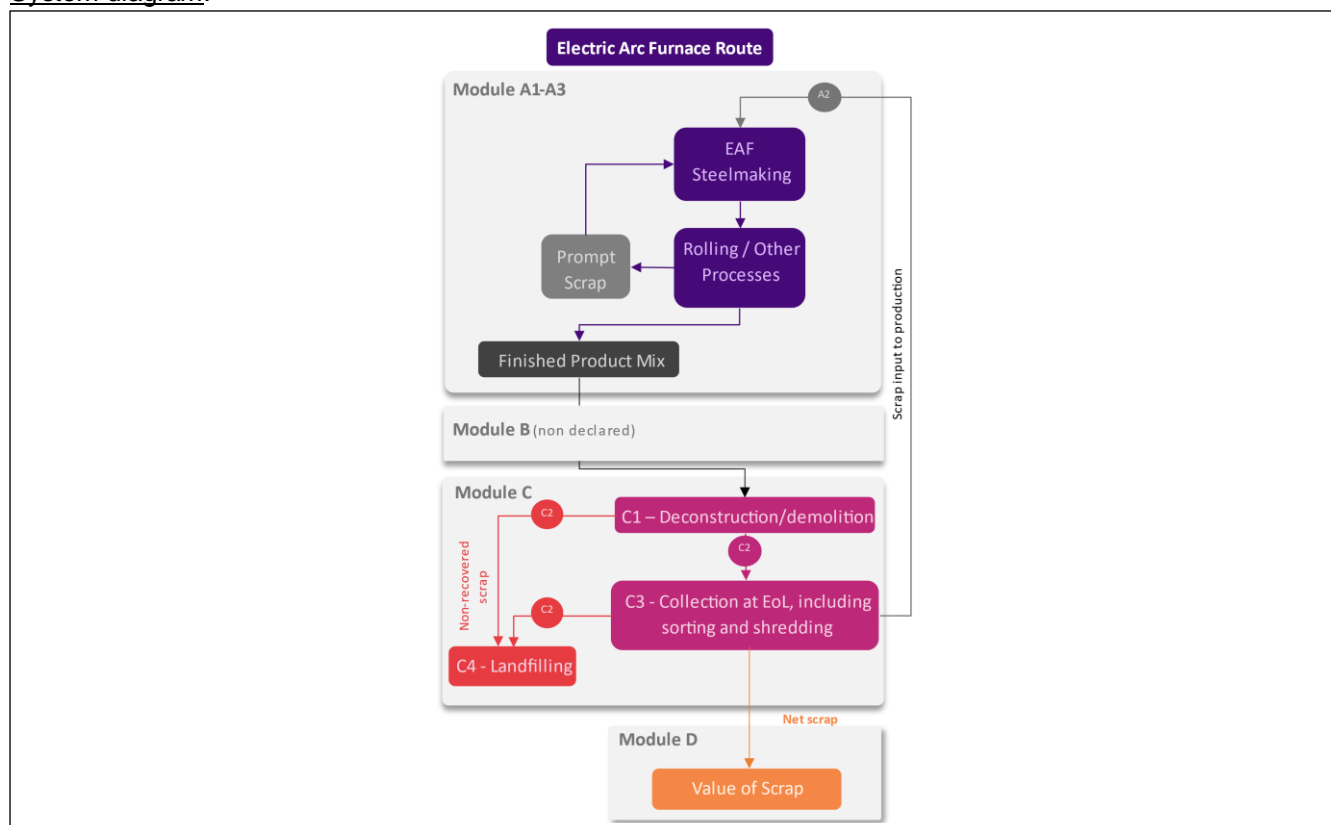 System diagram:
Electric Arc Furnace Route
Module A1-A3
A2
EAF
Steelmaking
Prompt
Scrap
Rolling / Other
Processes
Finished Product Mix
Scrap input to production
Module B (non declared)
Module C
C2
C1 – Deconstruction/demolition
C2
Non-recovered
scrap
C2
C3 - Collection at EoL, including
sorting and shredding
C4 - Landfilling
Net scrap
Module D
Value of Scrap